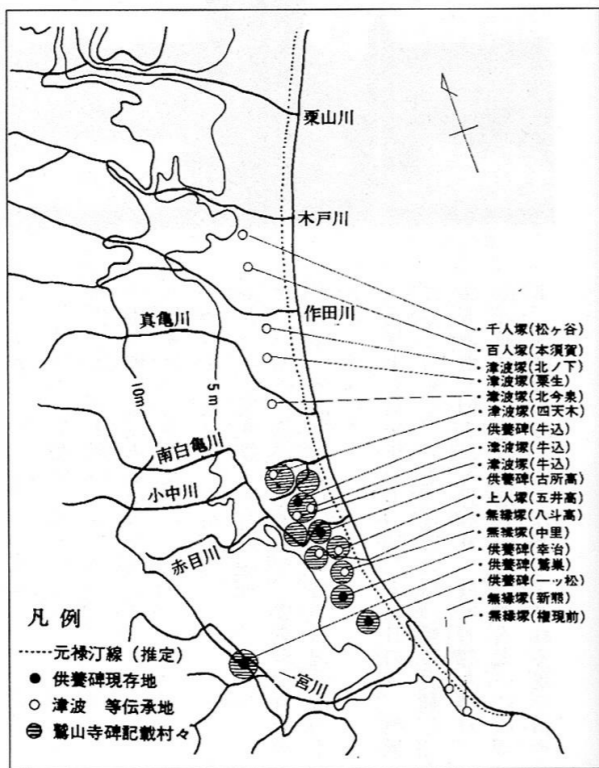 栗山川
木戸川
作田川
真亀川
10m
5m
南白亀川
小中川
赤目川
一宮川
・千人塚(松ヶ谷)
・百人塚(本須賀)
・津波塚(北ノ下)
・津波塚(粟生)
・津波塚(北今泉)
・津波塚(四天木)
・供養碑(牛込)
・津波塚(牛込)
・津波塚(牛込)
・供養碑(古所高)
・上人塚(五井高)
・無縁塚(八斗高)
・無縁塚(中里)
・供養碑(幸治)
・供養碑(鷲巣)
・供養碑(一ッ松)
・無縁塚(新熊)
・無縁塚(権現前)
凡例
元禄汀線(推定)
供養碑現存地
津波 等伝承地
鷲山寺碑記載村々